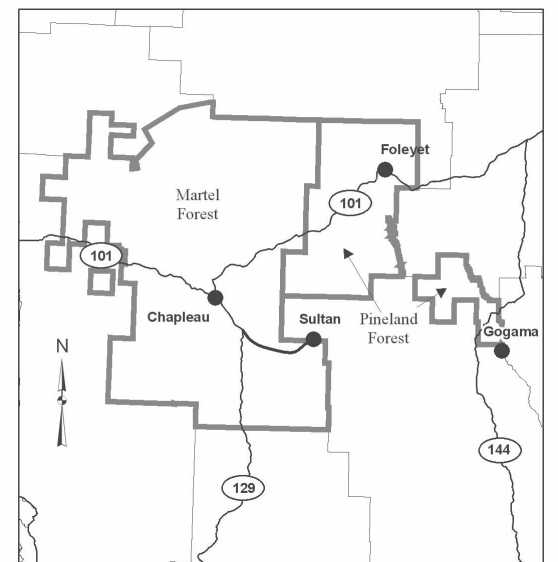 Foleyet
Martel
Forest
101
101
Chapleau
Sultan
Pineland
Forest
Gogama
N
144
129